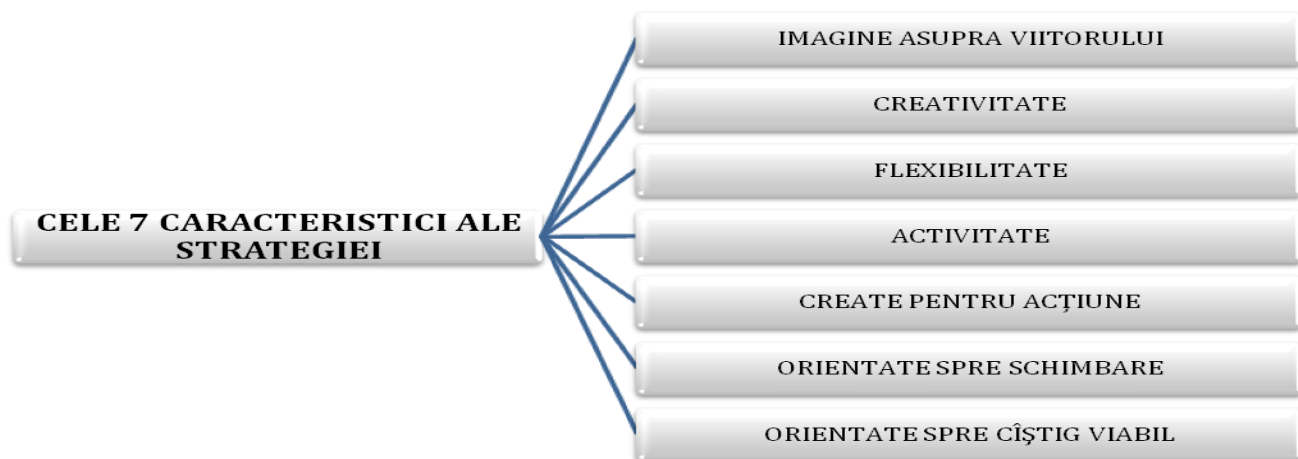 CELE 7 CARACTERISTICI ALE
STRATEGIEI
IMAGINE ASUPRA VIITORULUI
CREATIVITATE
FLEXIBILITATE
ACTIVITATE
CREATE PENTRU ACŢIUNE
ORIENTATE SPRE SCHIMBARE
ORIENTATE SPRE CÎŞTIG VIABIL